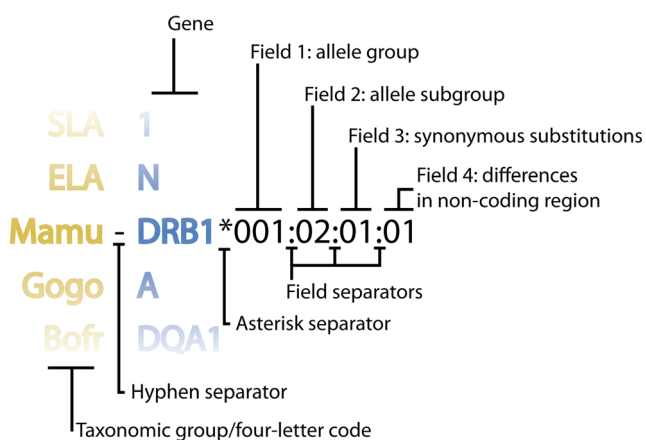 Gene
Field 1: allele group
Field 2: allele subgroup
Field 3: synonymous substitutions
Field 4: differences
in non-coding region
SLA 1
ELA N
Mamu - DRB1*001:02:01:01
Gogo A
Bofr DQA1
Field separators
Asterisk separator
Hyphen separator
Taxonomic group/four-letter code